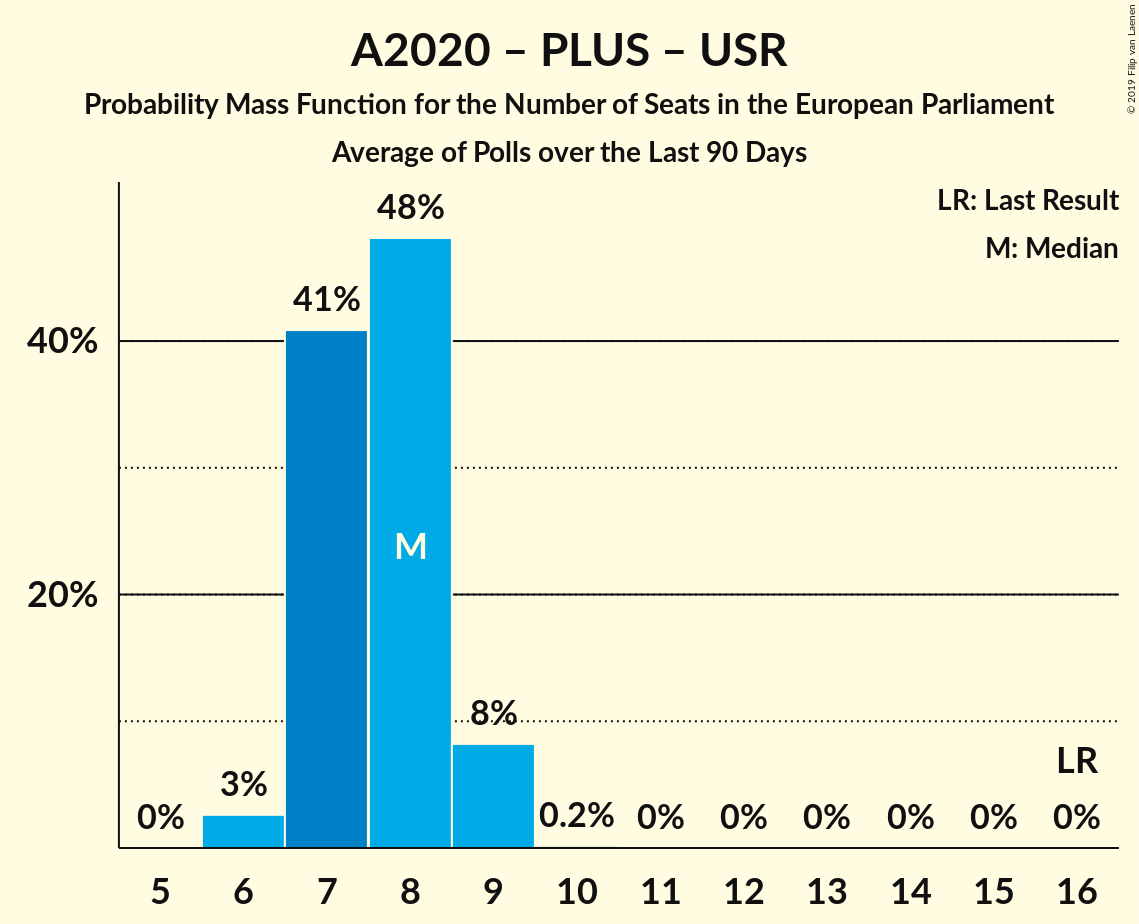 A2020 – PLUS – USR
Probability Mass Function for the Number of Seats in the European Parliament
Average of Polls over the Last 90 Days
© 2019 Filip van Laenen
LR: Last Result
M: Median
48%
41%
40%
M
20%
8%
LR
3%
0%
0.2%
0%
0%
0%
0%
0%
0%
5 6 7 8 9 10 11 12 13 14 15 16